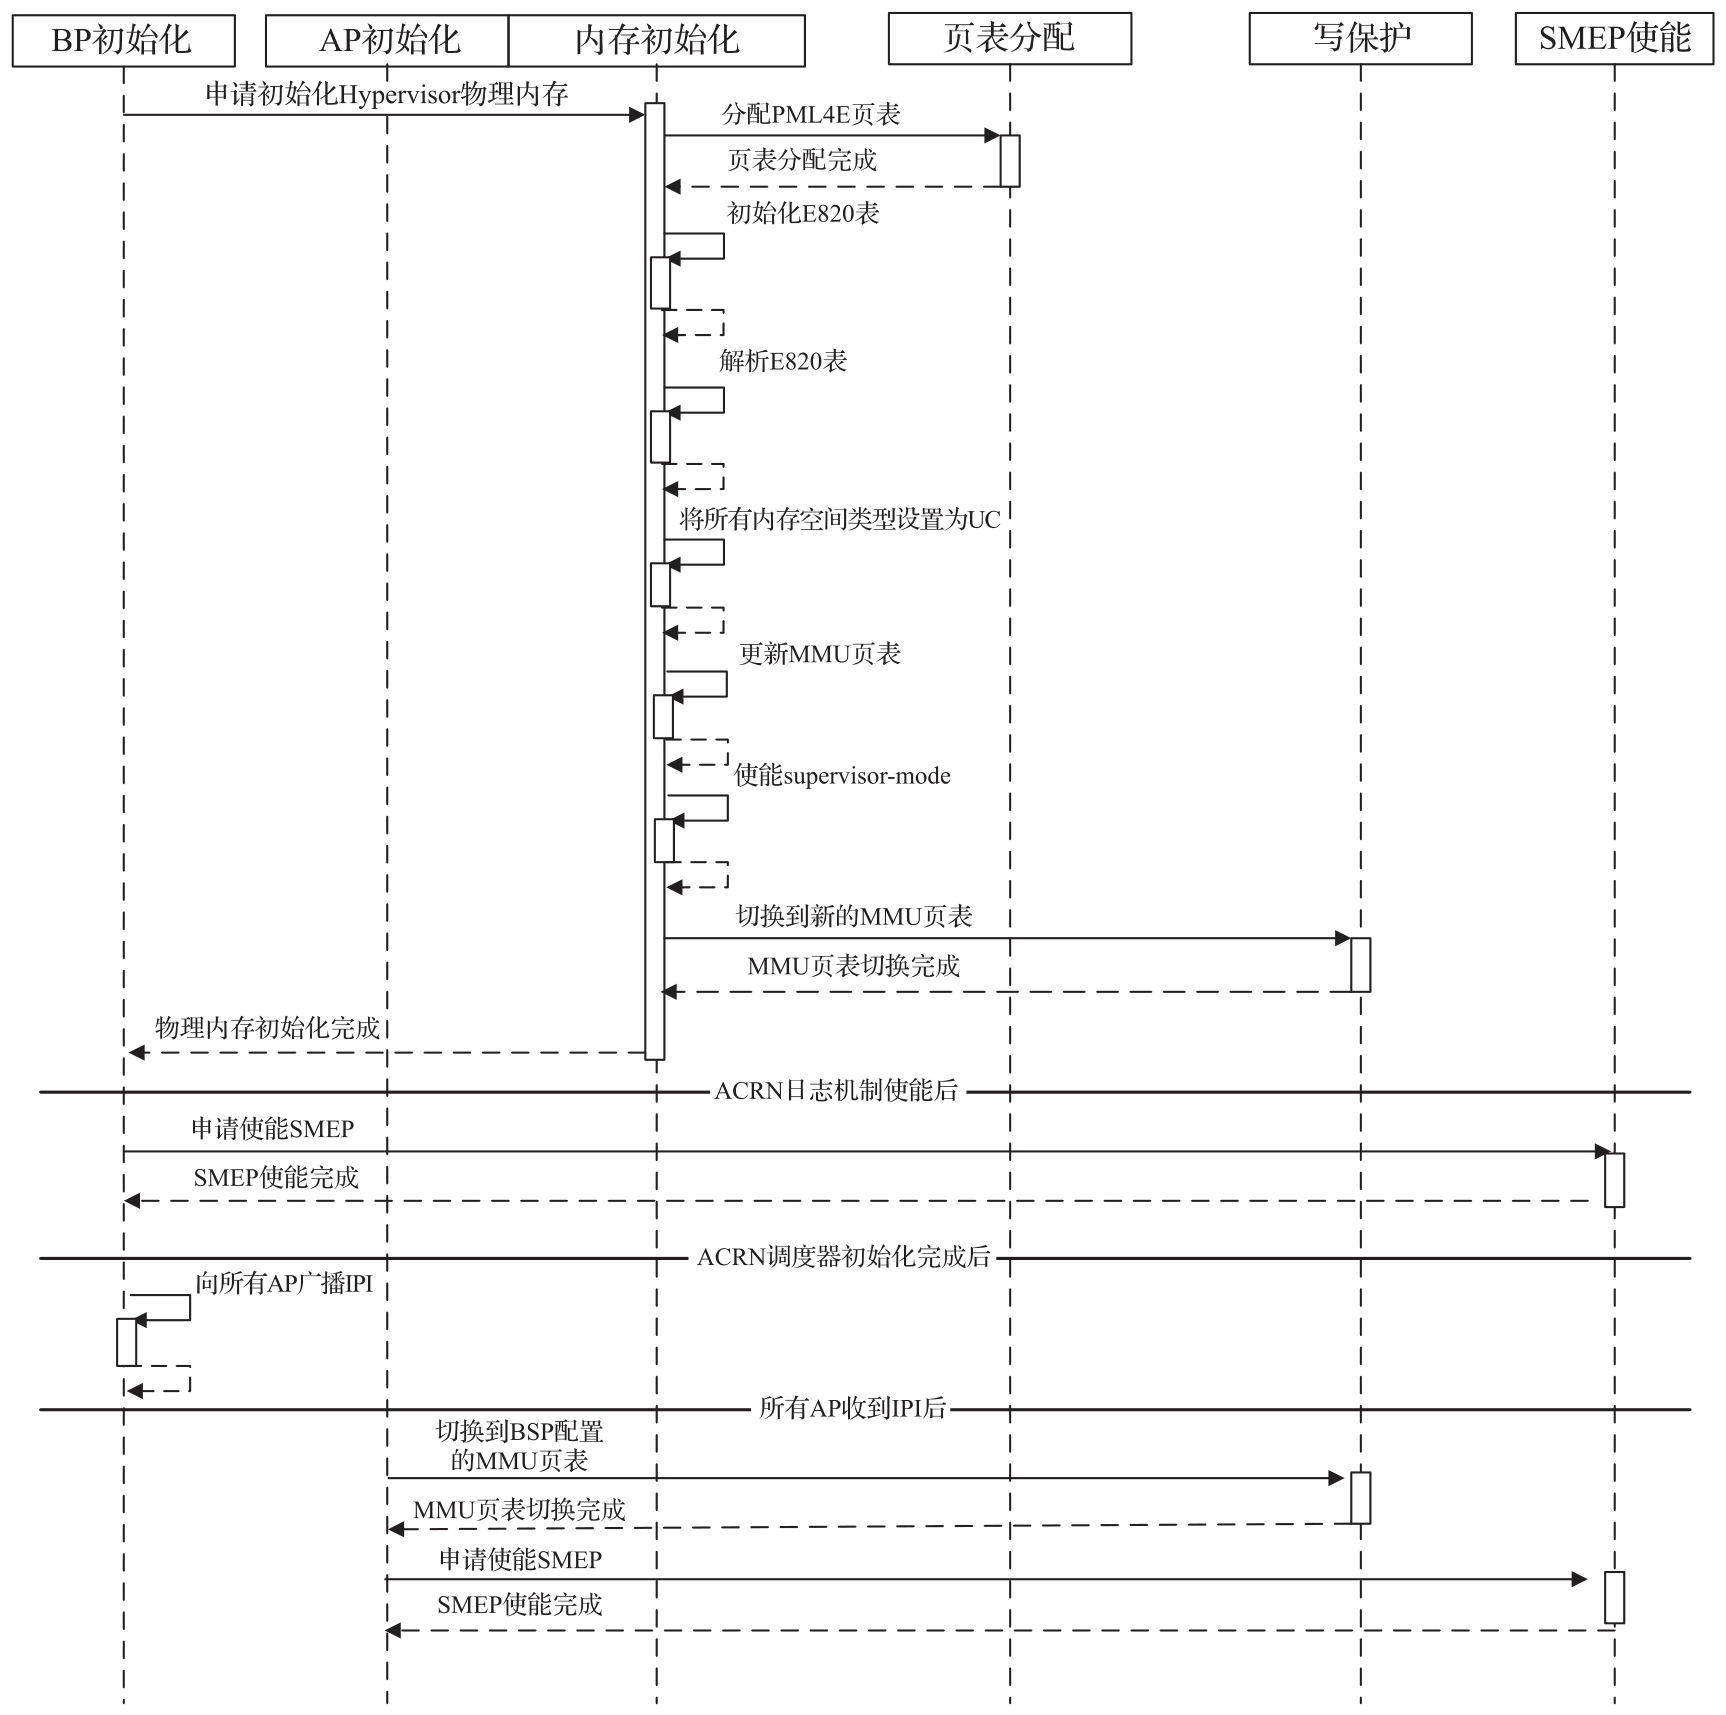 BP初始化
AP初始化
内存初始化
页表分配
写保护
SMEP使能
申请初始化Hypervisor物理内存
分配PML4E页表
页表分配完成
初始化E820表
解析E820表
将所有内存空间类型设置为UC
更新MMU页表
使能supervisor-mode
切换到新的MMU页表
MMU页表切换完成
物理内存初始化完成
ACRN日志机制使能后
申请使能SMEP
SMEP使能完成
ACRN调度器初始化完成后
向所有AP广播IPI
所有AP收到IPI后
切换到BSP配置
的MMU页表
MMU页表切换完成
申请使能SMEP
SMEP使能完成